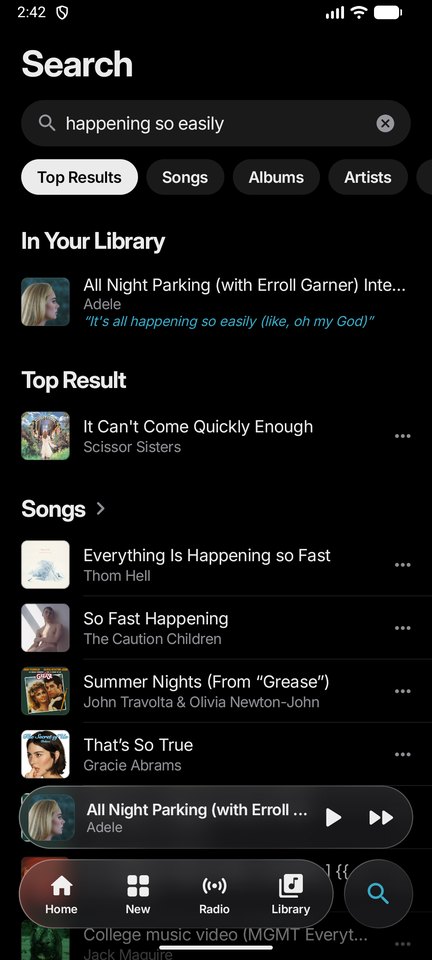 2:42
Search
happening so easily
Top Results
Songs
Albums
Artists
In Your Library
All Night Parking (with Erroll Garner) Inte...
Adele
“It's all happening so easily (like, oh my God)”
Top Result
It Can't Come Quickly Enough
Scissor Sisters
Songs
Everything Is Happening so Fast
Thom Hell
So Fast Happening
The Caution Children
Summer Nights (From “Grease”)
John Travolta & Olivia Newton-John
That’s So True
Gracie Abrams
All Night Parking (with Erroll ...
Adele
] {{
Home
New
Radio
Library
College music video (MGMT Everyt...
Jack Maguire